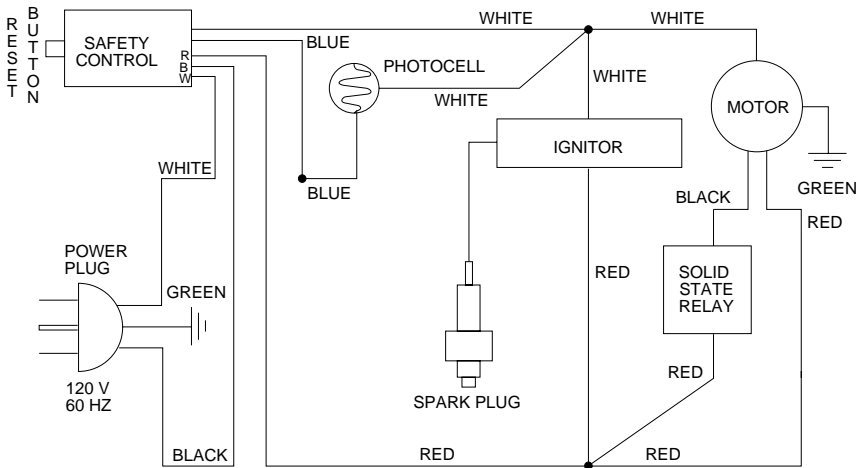 RESET
BUTTON
SAFETY
CONTROL
R
B
W
WHITE
WHITE
BLUE
PHOTOCELL
WHITE
WHITE
MOTOR
IGNITOR
WHITE
BLUE
GREEN
BLACK
RED
POWER
PLUG
GREEN
RED
SOLID
STATE
RELAY
120 V
60 HZ
RED
SPARK PLUG
BLACK
RED
RED